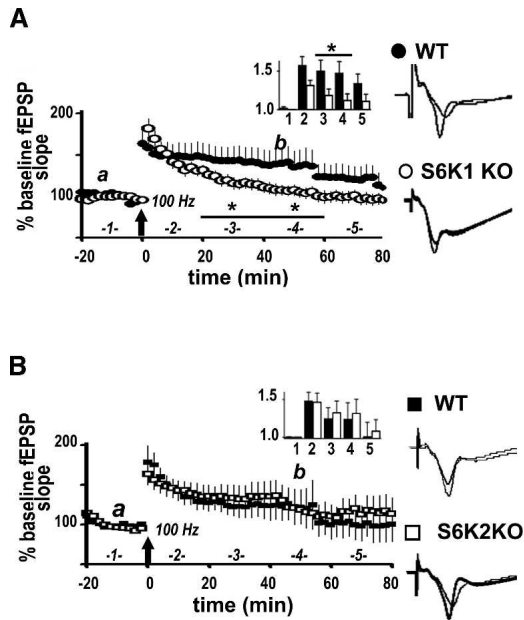 A
WT
S6K1 KO
*
1.5
1.0
1 2 3 4 5
% baseline fEPSP
slope
200
100
a
b
100 Hz
* *
-1- -2- -3- -4- -5-
-20 0 20 40 60 80
time (min)
B
WT
S6K2KO
1.5
1.0
1 2 3 4 5
% baseline fEPSP
slope
200
100
a
b
100 Hz
-1- -2- -3- -4- -5-
-20 0 20 40 60 80
time (min)